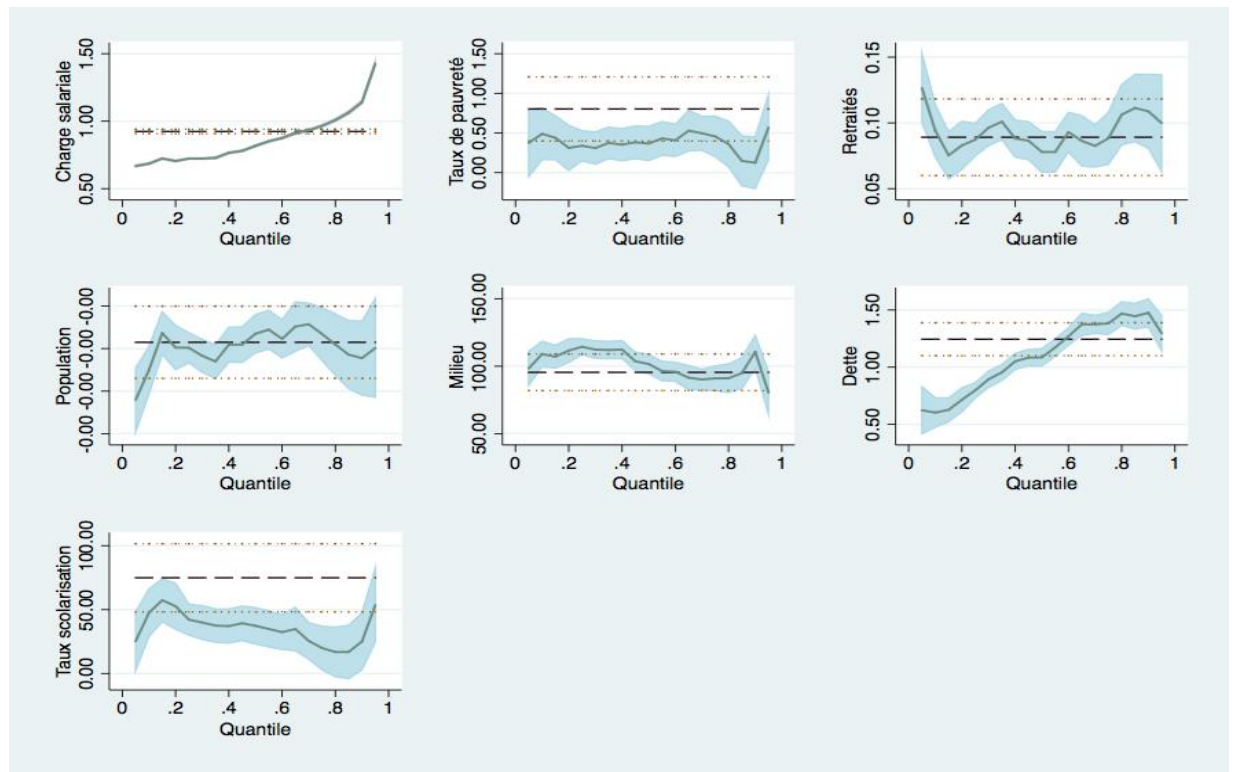 Charge salariale
0.50 1.00 1.50
0 .2 .4 .6 .8 1
Quantile
Taux de pauvreté
0.00 0.50 1.00 1.50
0 .2 .4 .6 .8 1
Quantile
Retraités
0.05 0.10 0.15
0 .2 .4 .6 .8 1
Quantile
Population
-0.00 -0.00 -0.00 -0.00
0 .2 .4 .6 .8 1
Quantile
Milieu
50.00 100.00 150.00
0 .2 .4 .6 .8 1
Quantile
Dette
0.50 1.00 1.50
0 .2 .4 .6 .8 1
Quantile
Taux scolarisation
0.00 50.00 100.00
0 .2 .4 .6 .8 1
Quantile